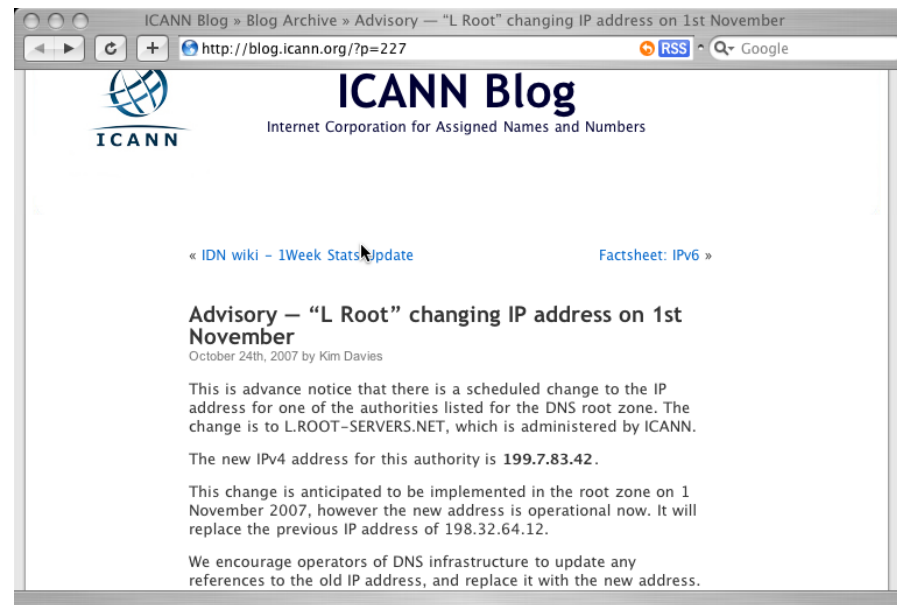 ICANN Blog » Blog Archive » Advisory — “L Root” changing IP address on 1st November
http://blog.icann.org/?p=227
RSS
Google
ICANN
ICANN Blog
Internet Corporation for Assigned Names and Numbers
« IDN wiki – 1Week Stats Update
Factsheet: IPv6 »
Advisory — “L Root” changing IP address on 1st
November
October 24th, 2007 by Kim Davies
This is advance notice that there is a scheduled change to the IP
address for one of the authorities listed for the DNS root zone. The
change is to L.ROOT-SERVERS.NET, which is administered by ICANN.
The new IPv4 address for this authority is 199.7.83.42.
This change is anticipated to be implemented in the root zone on 1
November 2007, however the new address is operational now. It will
replace the previous IP address of 198.32.64.12.
We encourage operators of DNS infrastructure to update any
references to the old IP address, and replace it with the new address.